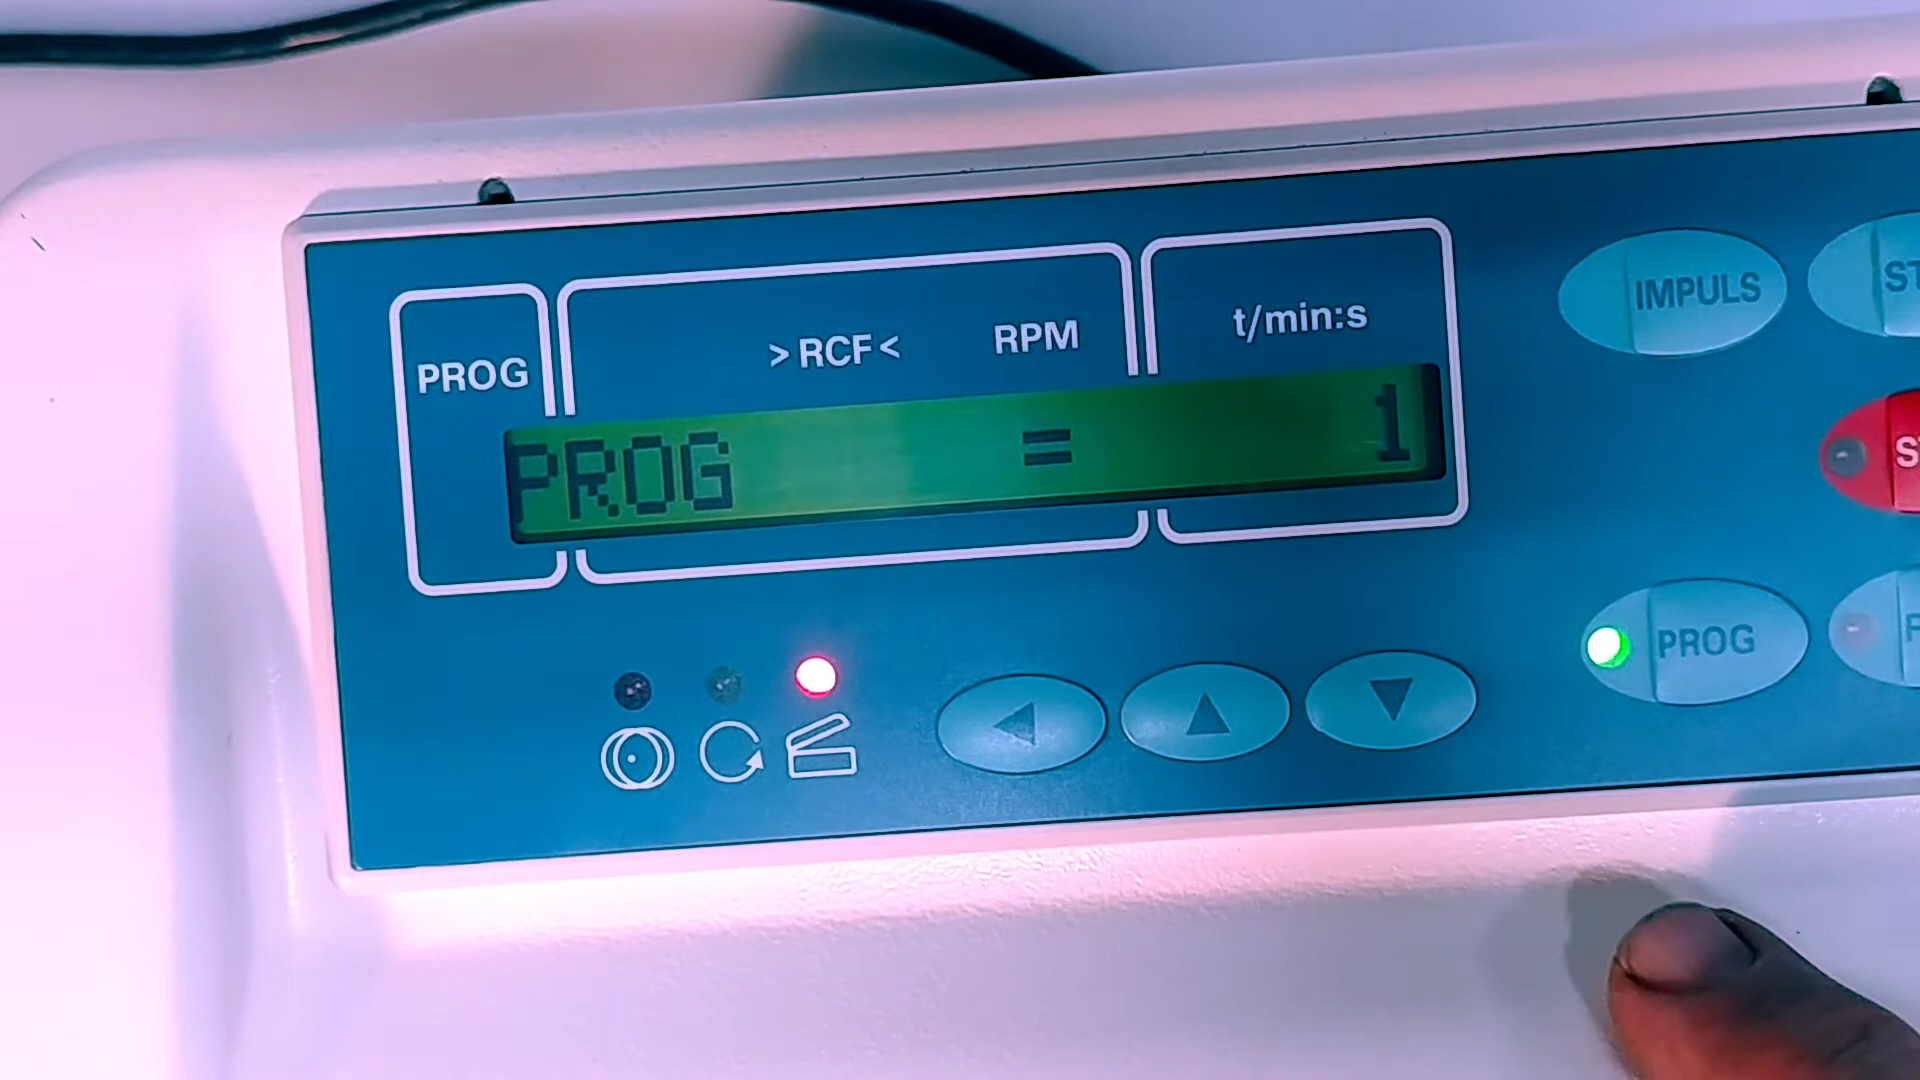 PROG
>RCF< RPM
t/min:s
PROG = 1
IMPULS
PROG